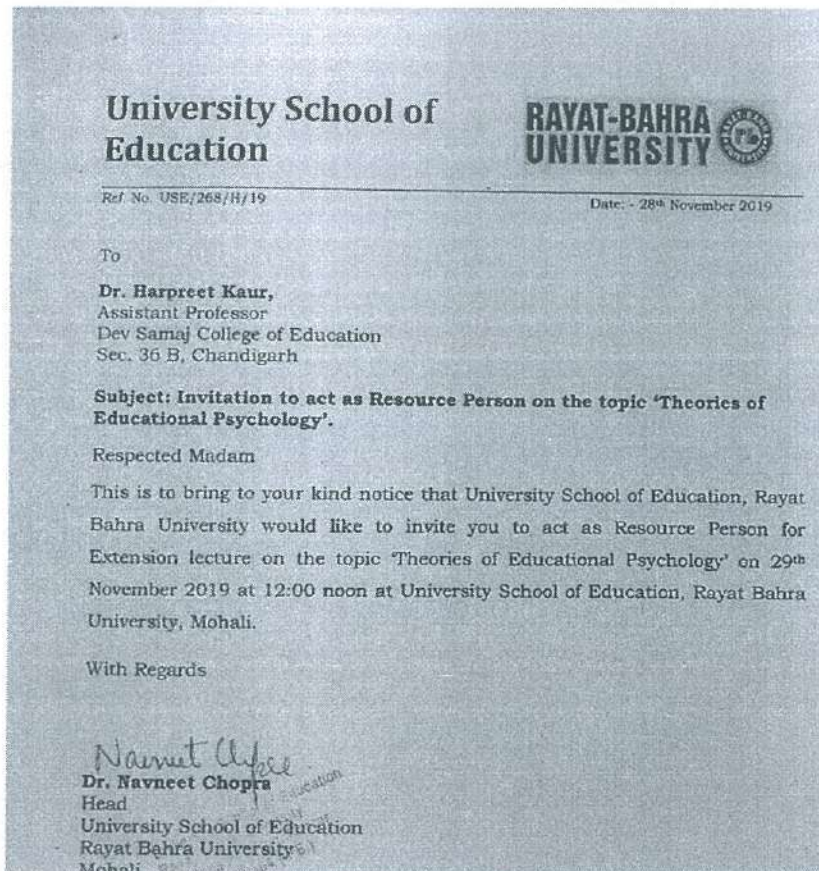 University School of
Education
RAYAT-BAHRA
UNIVERSITY
Ref No. USE/268/H/19
Date: - 28th November 2019
To
Dr. Harpreet Kaur,
Assistant Professor
Dev Samaj College of Education
Sec. 36 B, Chandigarh
Subject: Invitation to act as Resource Person on the topic ‘Theories of
Educational Psychology’.
Respected Madam
This is to bring to your kind notice that University School of Education, Rayat
Bahra University would like to invite you to act as Resource Person for
Extension lecture on the topic ‘Theories of Educational Psychology’ on 29th
November 2019 at 12:00 noon at University School of Education, Rayat Bahra
University, Mohali.
With Regards
Navneet
Dr. Navneet Chopra
Head
University School of Education
Rayat Bahra University
Mohali